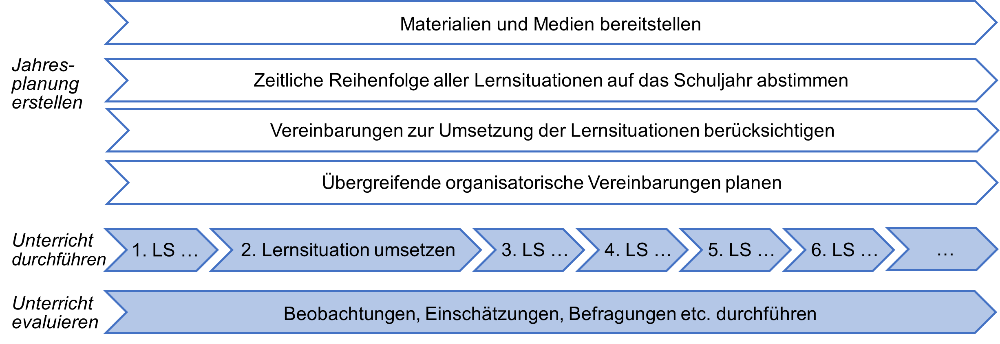 Materialien und Medien bereitstellen
Jahres-
planung
erstellen
Zeitliche Reihenfolge aller Lernsituationen auf das Schuljahr abstimmen
Vereinbarungen zur Umsetzung der Lernsituationen berücksichtigen
Übergreifende organisatorische Vereinbarungen planen
Unterricht
durchführen
1. LS …
2. Lernsituation umsetzen
3. LS …
4. LS …
5. LS …
6. LS …
…
Unterricht
evaluieren
Beobachtungen, Einschätzungen, Befragungen etc. durchführen